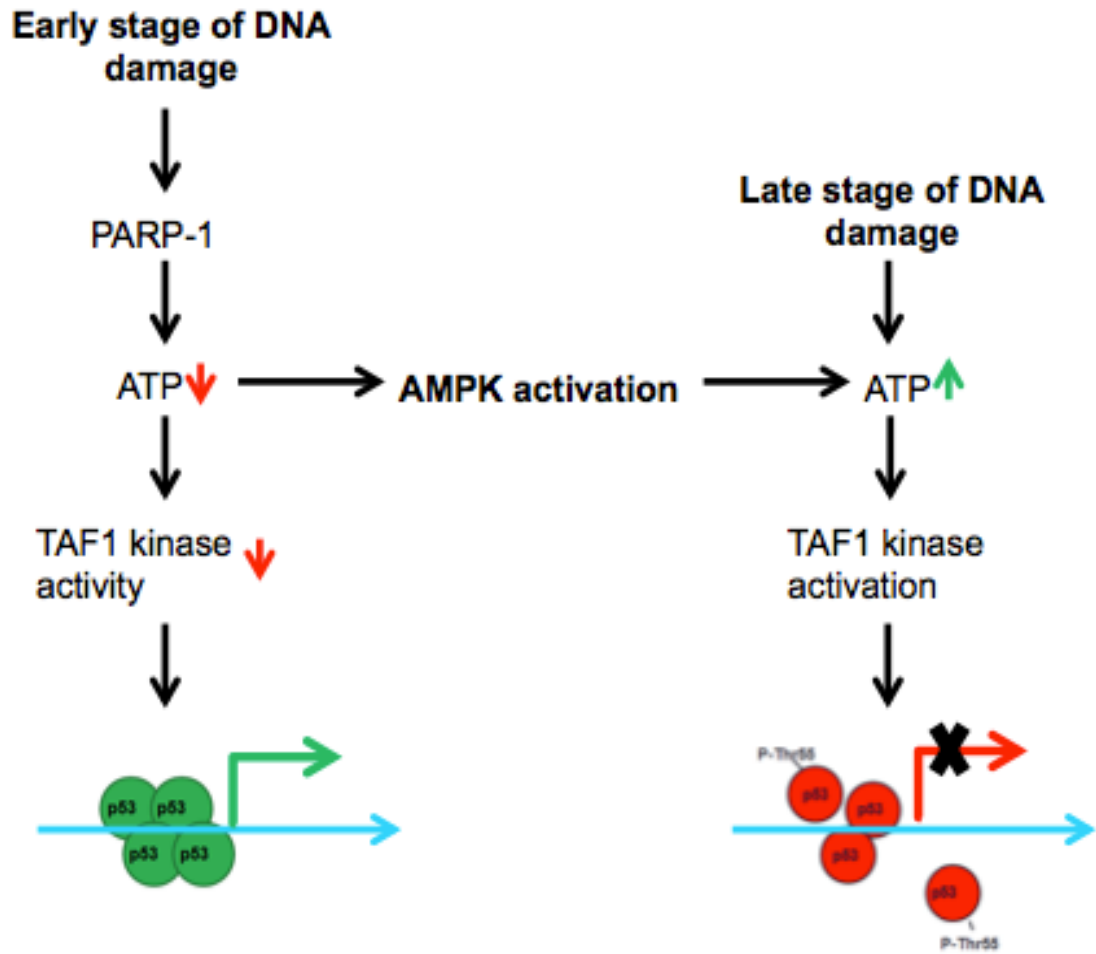 Early stage of DNA
damage
PARP-1
ATP
TAF1 kinase
activity
p53
p53
p53
p53
AMPK activation
Late stage of DNA
damage
ATP
TAF1 kinase
activation
P-Thr55
p53
p53
p53
p53
P-Thr55